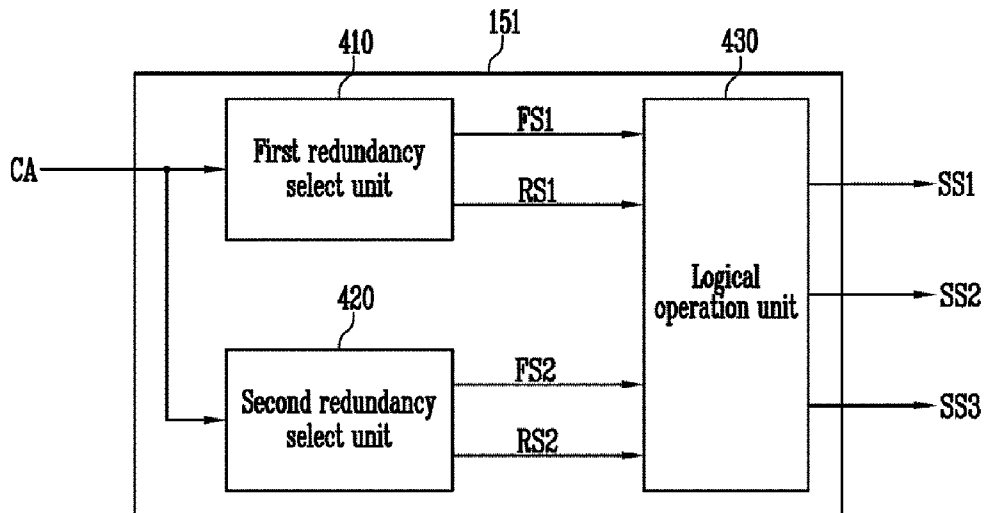 151
410
430
CA
First redundancy
select unit
FS1
RS1
SS1
Logical
operation unit
SS2
420
Second redundancy
select unit
FS2
RS2
SS3